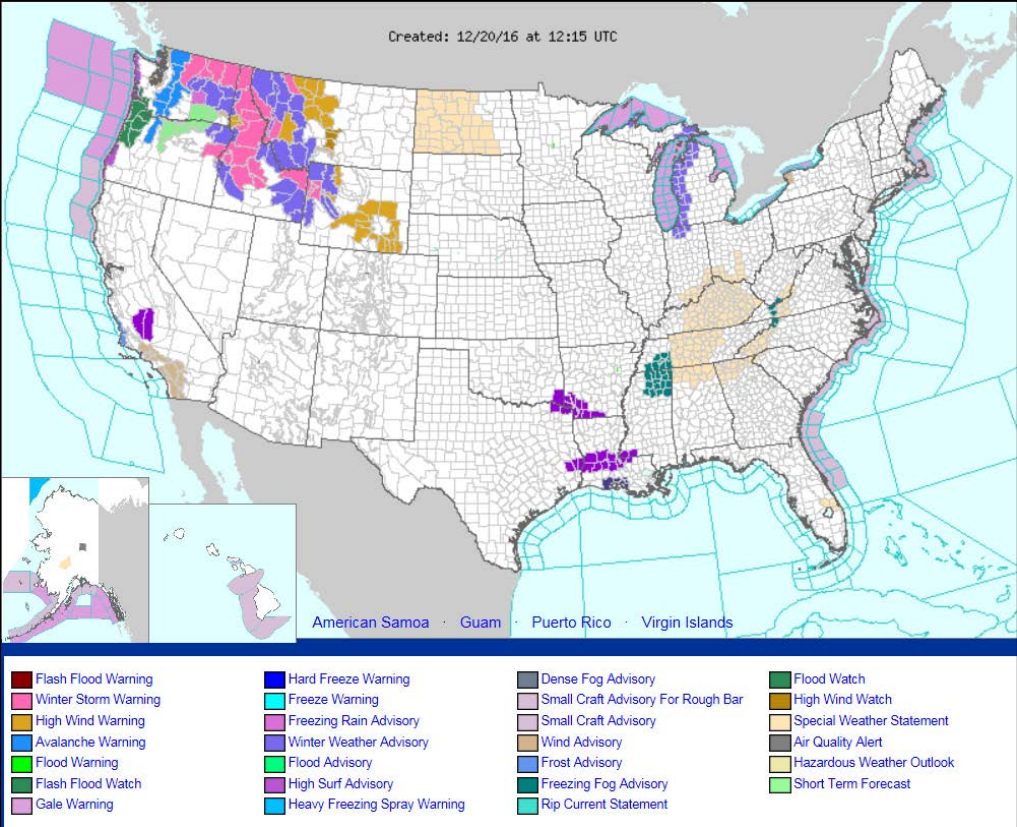 Created: 12/20/16 at 12:15 UTC
American Samoa · Guam · Puerto Rico · Virgin Islands
Flash Flood Warning
Winter Storm Warning
High Wind Warning
Avalanche Warning
Flood Warning
Flash Flood Watch
Gale Warning
Hard Freeze Warning
Freeze Warning
Freezing Rain Advisory
Winter Weather Advisory
Flood Advisory
High Surf Advisory
Heavy Freezing Spray Warning
Dense Fog Advisory
Small Craft Advisory For Rough Bar
Small Craft Advisory
Wind Advisory
Frost Advisory
Freezing Fog Advisory
Rip Current Statement
Flood Watch
High Wind Watch
Special Weather Statement
Air Quality Alert
Hazardous Weather Outlook
Short Term Forecast